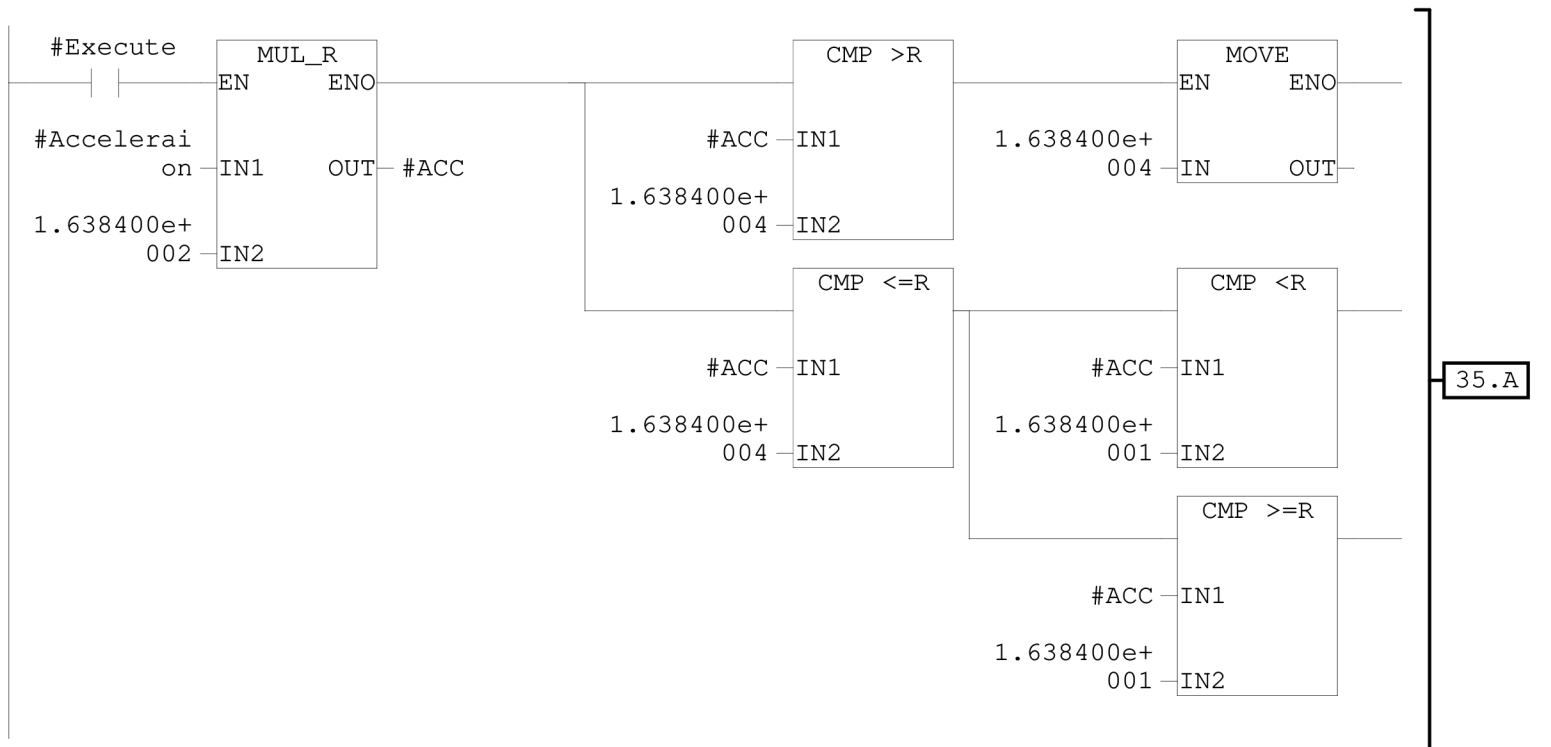 #Execute
MUL_R
EN ENO
#Accelerai
on IN1 OUT #ACC
1.638400e+
002 IN2
CMP >R
#ACC IN1
1.638400e+
004 IN2
MOVE
EN ENO
1.638400e+
004 IN OUT
CMP <=R
#ACC IN1
1.638400e+
004 IN2
CMP <R
#ACC IN1
1.638400e+
001 IN2
CMP >=R
#ACC IN1
1.638400e+
001 IN2
35.A